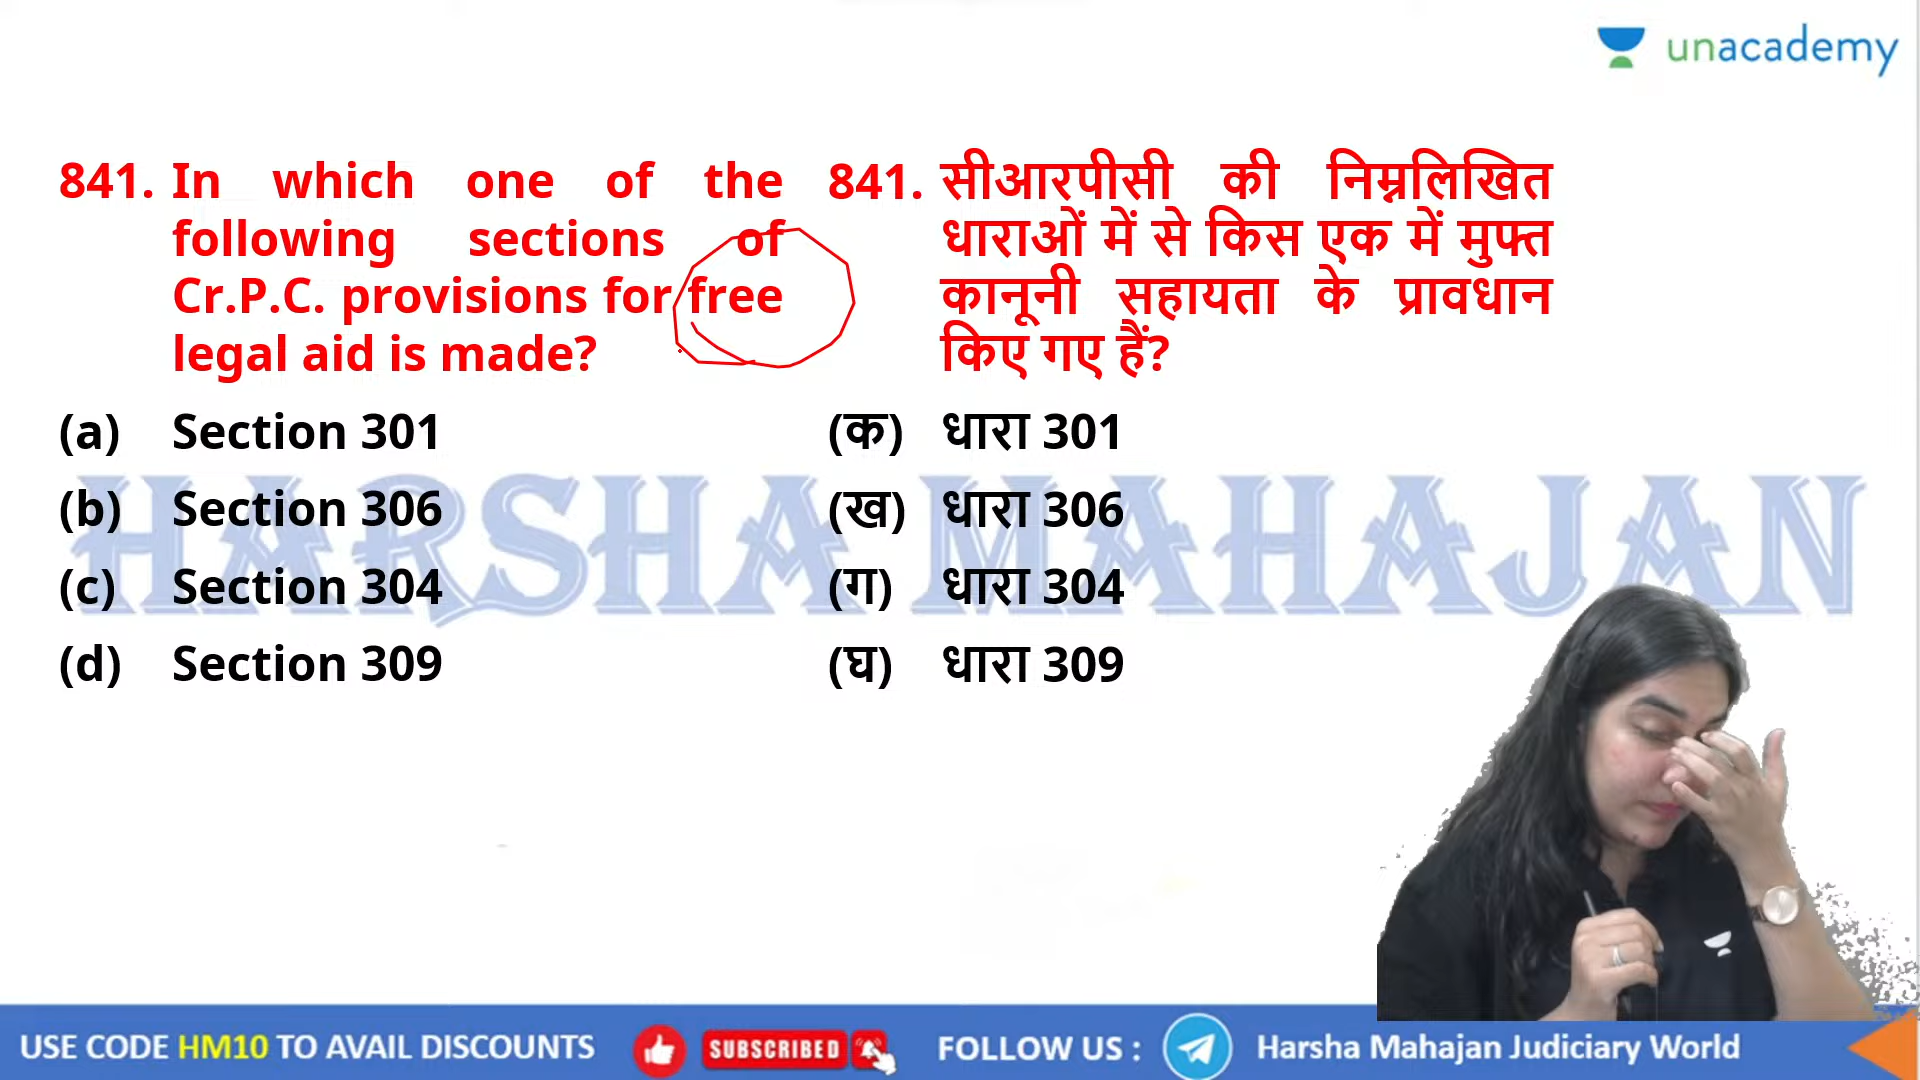 unacademy
841. In which one of the
following sections of
Cr.P.C. provisions for free
legal aid is made?
(a) Section 301
(b) Section 306
(c) Section 304
(d) Section 309
841. सीआरपीसी की निम्नलिखित
धाराओं में से किस एक में मुफ्त
कानूनी सहायता के प्रावधान
किए गए हैं?
(क) धारा 301
(ख) धारा 306
(ग) धारा 304
(घ) धारा 309
HARSHA MAHAJAN
USE CODE HM10 TO AVAIL DISCOUNTS
SUBSCRIBED
FOLLOW US :
Harsha Mahajan Judiciary World